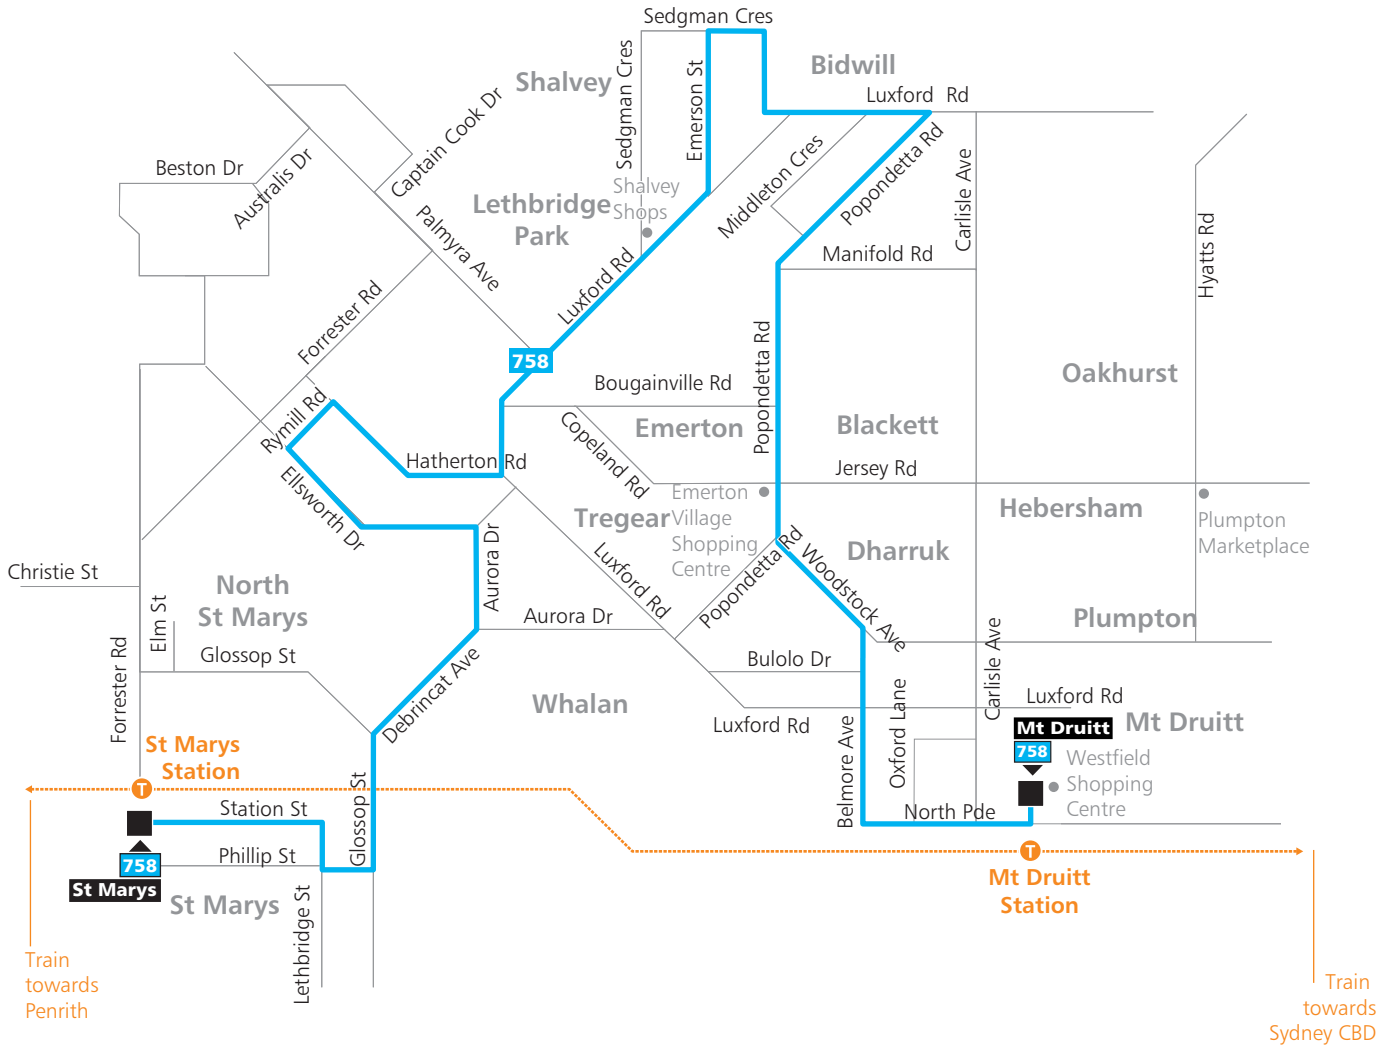 Sedgman Cres
Bidwill
Shalvey
Sedgman Cres
Emerson St
Luxford Rd
Captain Cook Dr
Beston Dr
Australis Dr
Middleton Cres
Popondetta Rd
Carlisle Ave
Lethbridge
Park
Shalvey
Shops
Palmyra Ave
Hyatts Rd
Manifold Rd
Luxford Rd
Forrester Rd
758
Popondetta Rd
Oakhurst
Bougainville Rd
Rymill Rd
Copeland Rd
Emerton
Blackett
Hatherton Rd
Jersey Rd
Ellsworth Dr
Emerton
Village
Shopping
Centre
Tregear
Hebersham
Plumpton
Marketplace
Aurora Dr
Popondetta Rd
Woodstock Ave
Dharruk
Luxford Rd
Christie St
North
St Marys
Elm St
Aurora Dr
Plumpton
Forrester Rd
Glossop St
Debrincat Ave
Bulolo Dr
Carlisle Ave
Oxford Lane
Whalan
Luxford Rd
Luxford Rd
Mt Druitt
Mt Druitt
758
Belmore Ave
Westfield
Shopping
Centre
St Marys
Station
T
Station St
Glossop St
North Pde
Phillip St
758
St Marys
St Marys
Lethbridge St
T
Mt Druitt
Station
Train
towards
Penrith
Train
towards
Sydney CBD